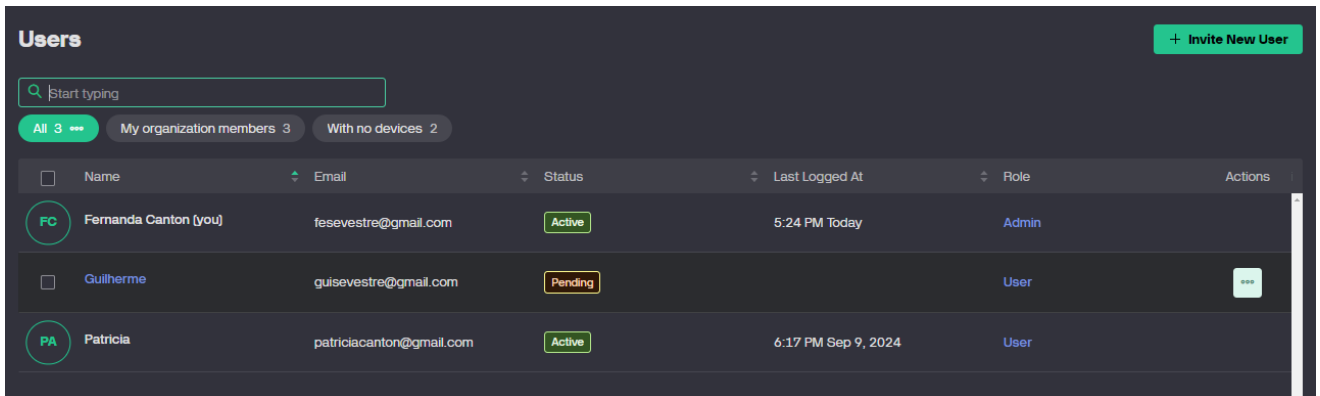 Users
+ Invite New User
Start typing
All 3 •••
My organization members 3
With no devices 2
Name Email Status Last Logged At Role Actions
FC Fernanda Canton (you) fesevestre@gmail.com Active 5:24 PM Today Admin
Guilherme guisevestre@gmail.com Pending User
PA Patricia patriciacanton@gmail.com Active 6:17 PM Sep 9, 2024 User